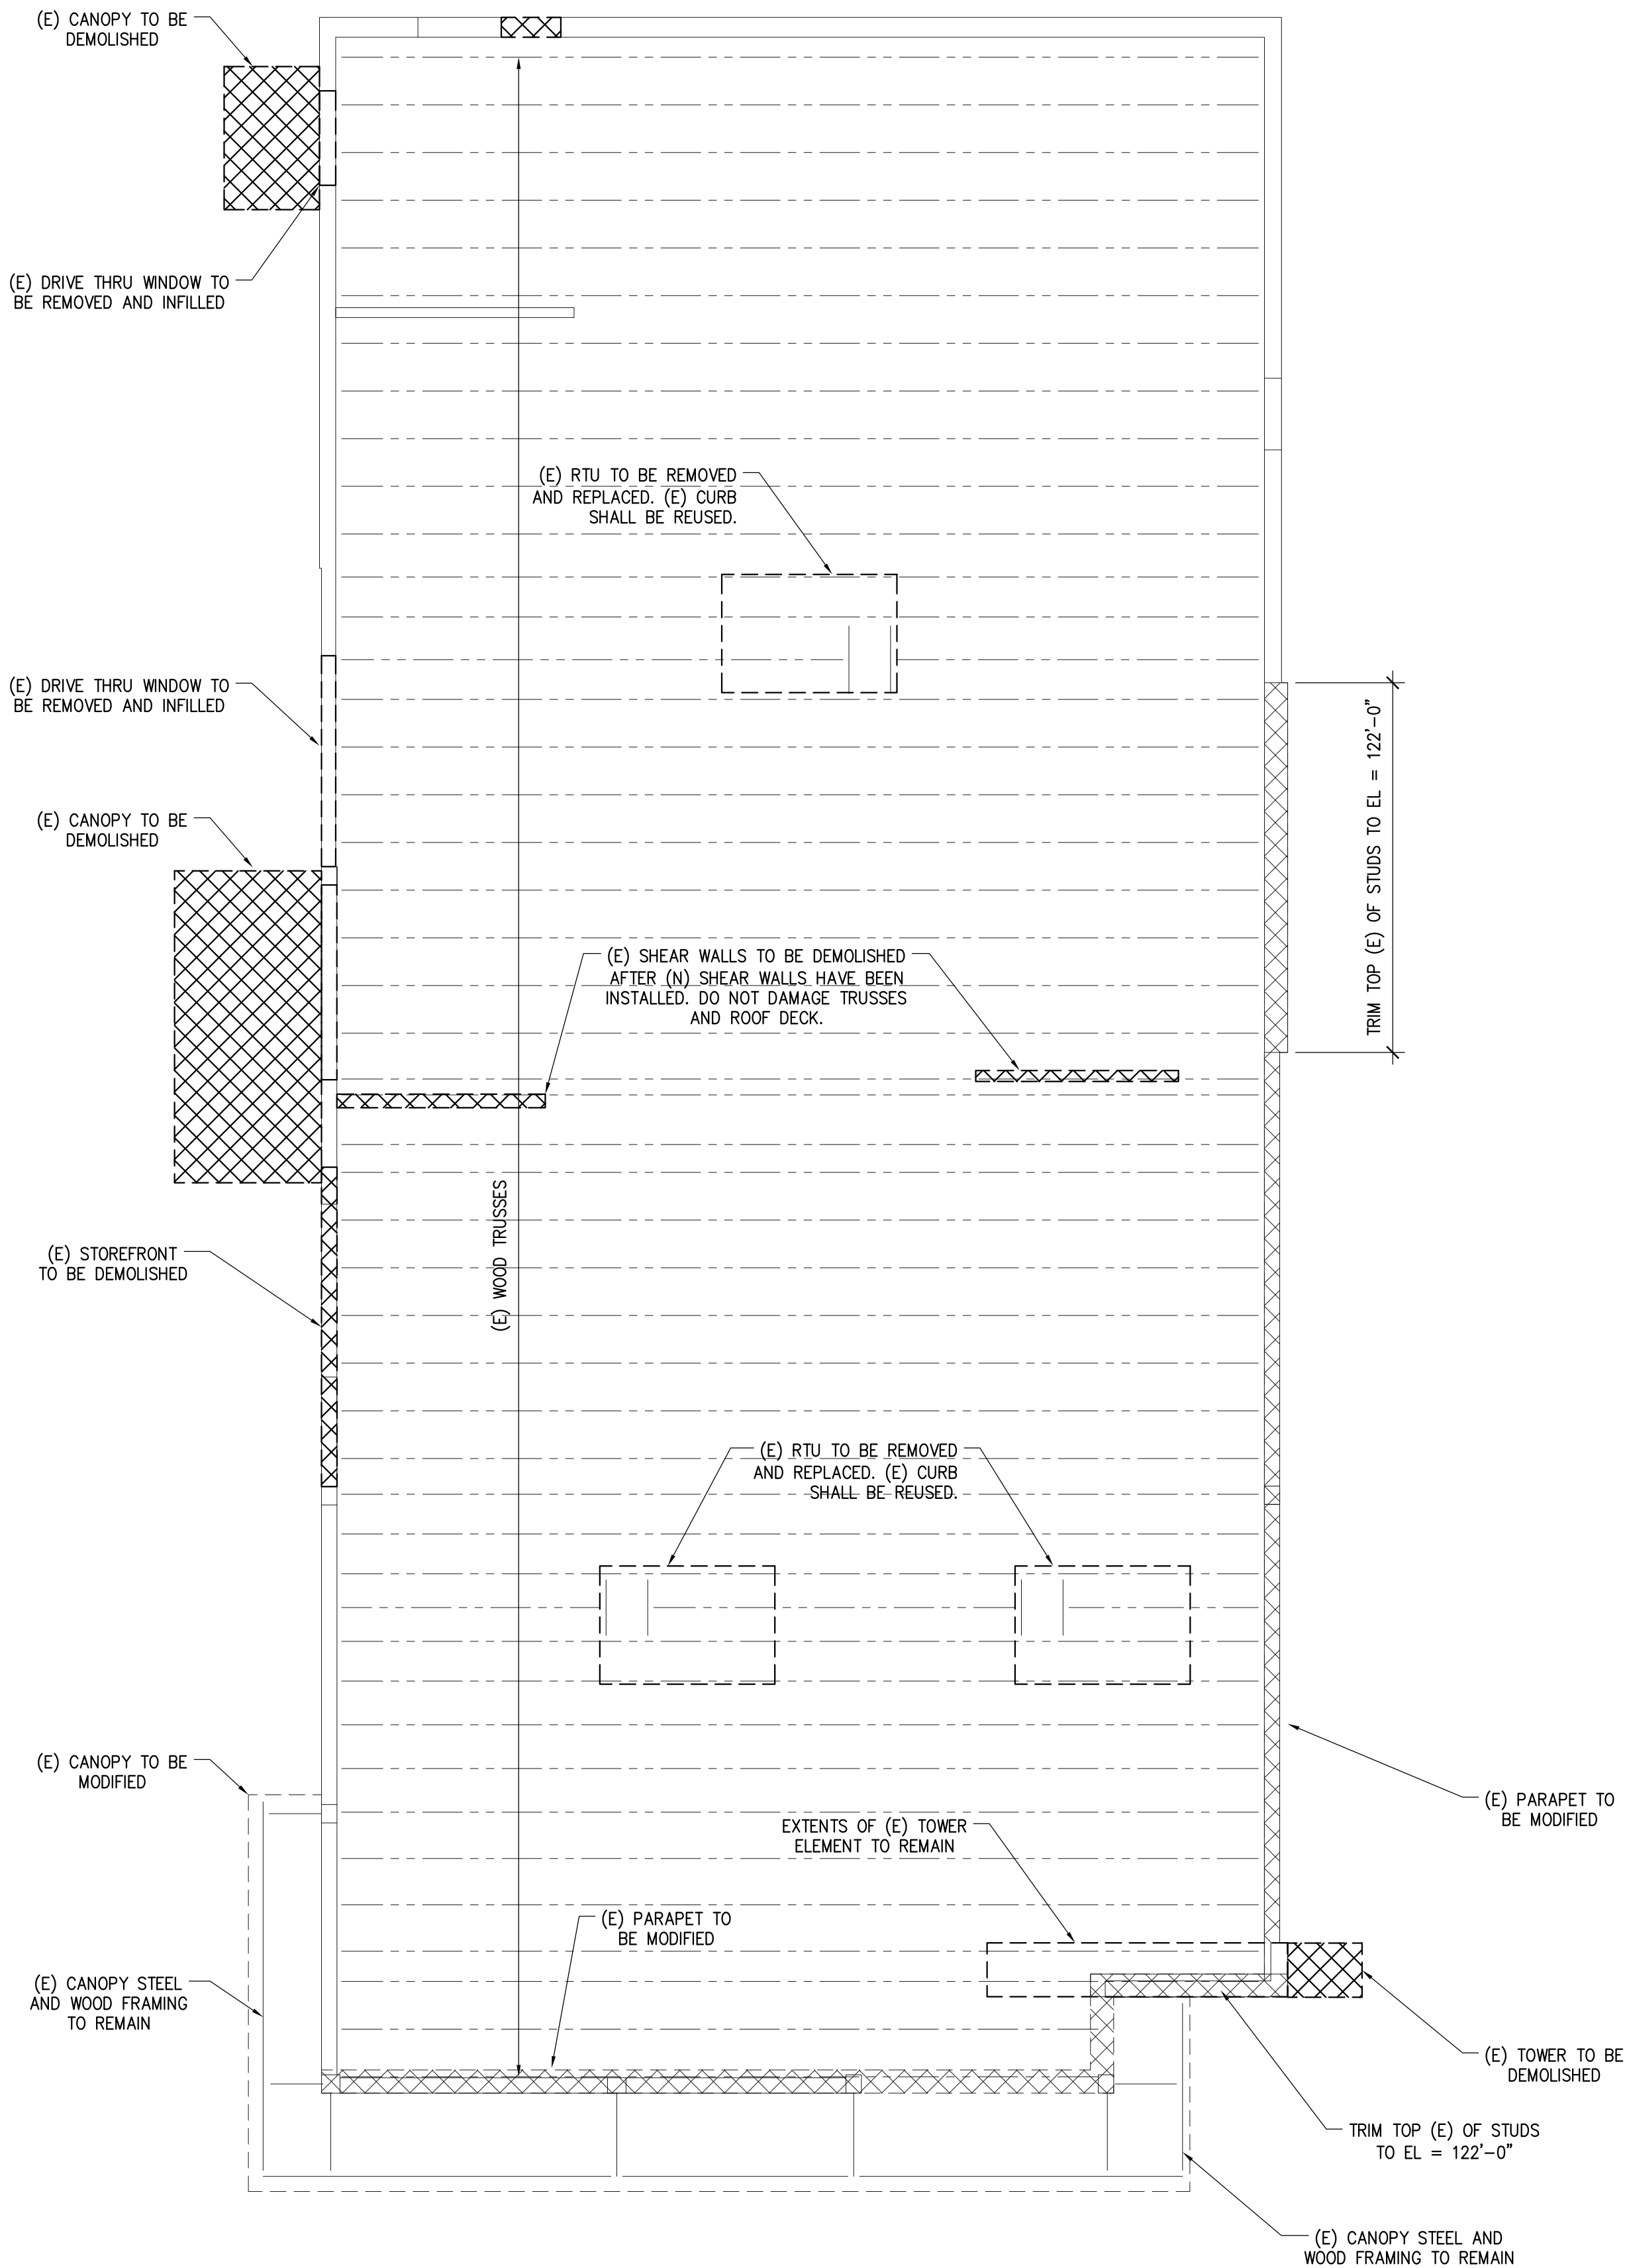 (E) CANOPY TO BE
DEMOLISHED
(E) DRIVE THRU WINDOW TO
BE REMOVED AND INFILLED
(E) RTU TO BE REMOVED
AND REPLACED. (E) CURB
SHALL BE REUSED.
(E) DRIVE THRU WINDOW TO
BE REMOVED AND INFILLED
TRIM TOP (E) OF STUDS TO EL = 122'-0"
(E) CANOPY TO BE
DEMOLISHED
(E) SHEAR WALLS TO BE DEMOLISHED
AFTER (N) SHEAR WALLS HAVE BEEN
INSTALLED. DO NOT DAMAGE TRUSSES
AND ROOF DECK.
(E) WOOD TRUSSES
(E) STOREFRONT
TO BE DEMOLISHED
(E) RTU TO BE REMOVED
AND REPLACED. (E) CURB
SHALL BE REUSED.
(E) CANOPY TO BE
MODIFIED
(E) PARAPET TO
BE MODIFIED
EXTENTS OF (E) TOWER
ELEMENT TO REMAIN
(E) PARAPET TO
BE MODIFIED
(E) CANOPY STEEL
AND WOOD FRAMING
TO REMAIN
(E) TOWER TO BE
DEMOLISHED
TRIM TOP (E) OF STUDS
TO EL = 122'-0"
(E) CANOPY STEEL AND
WOOD FRAMING TO REMAIN